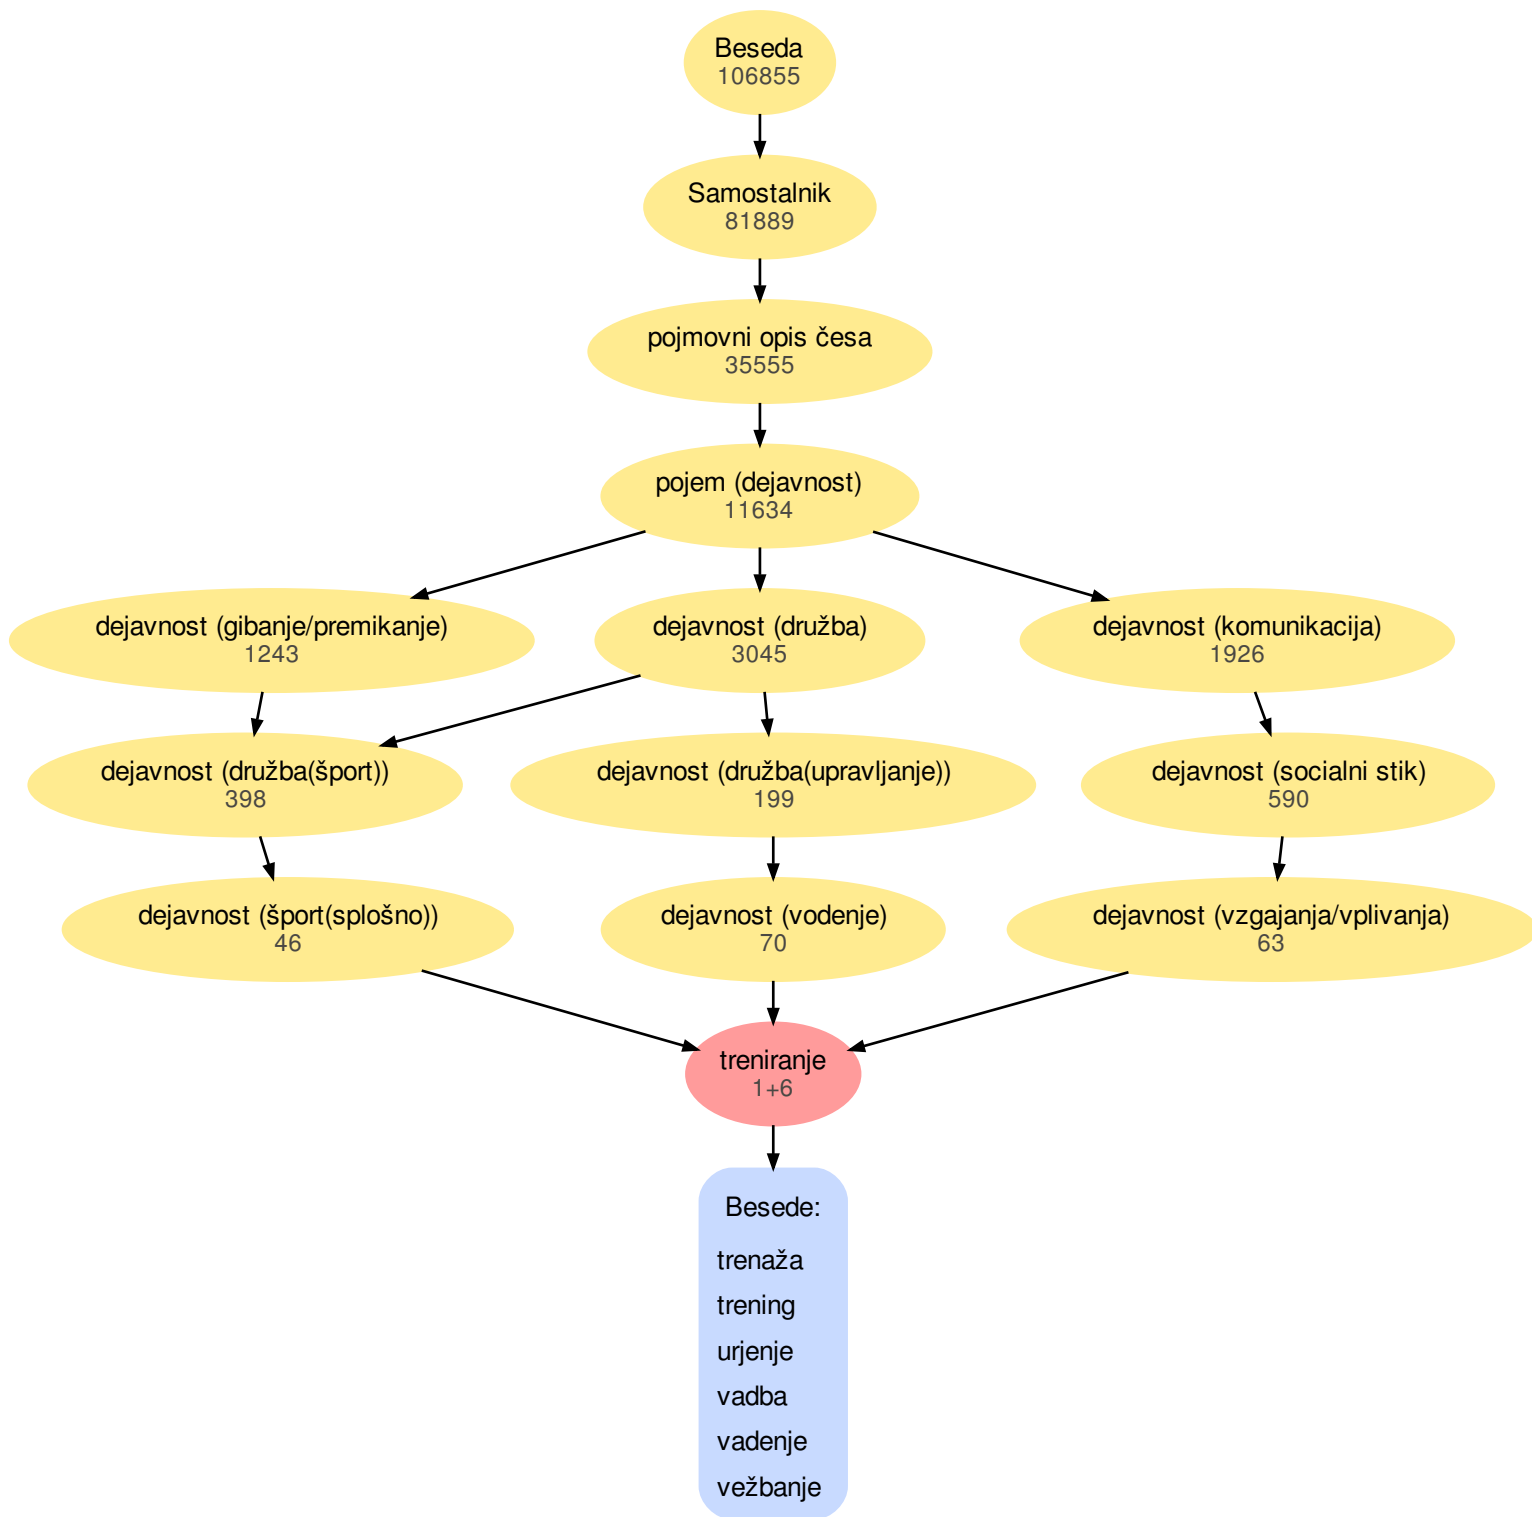 Beseda
106855
Samostalnik
81889
pojmovni opis česa
35555
pojem (dejavnost)
11634
dejavnost (gibanje/premikanje)
1243
dejavnost (družba)
3045
dejavnost (komunikacija)
1926
dejavnost (družba(šport))
398
dejavnost (družba(upravljanje))
199
dejavnost (socialni stik)
590
dejavnost (šport(splošno))
46
dejavnost (vodenje)
70
dejavnost (vzgajanja/vplivanja)
63
treniranje
1+6
Besede:
trenaža
trening
urjenje
vadba
vadenje
vežbanje